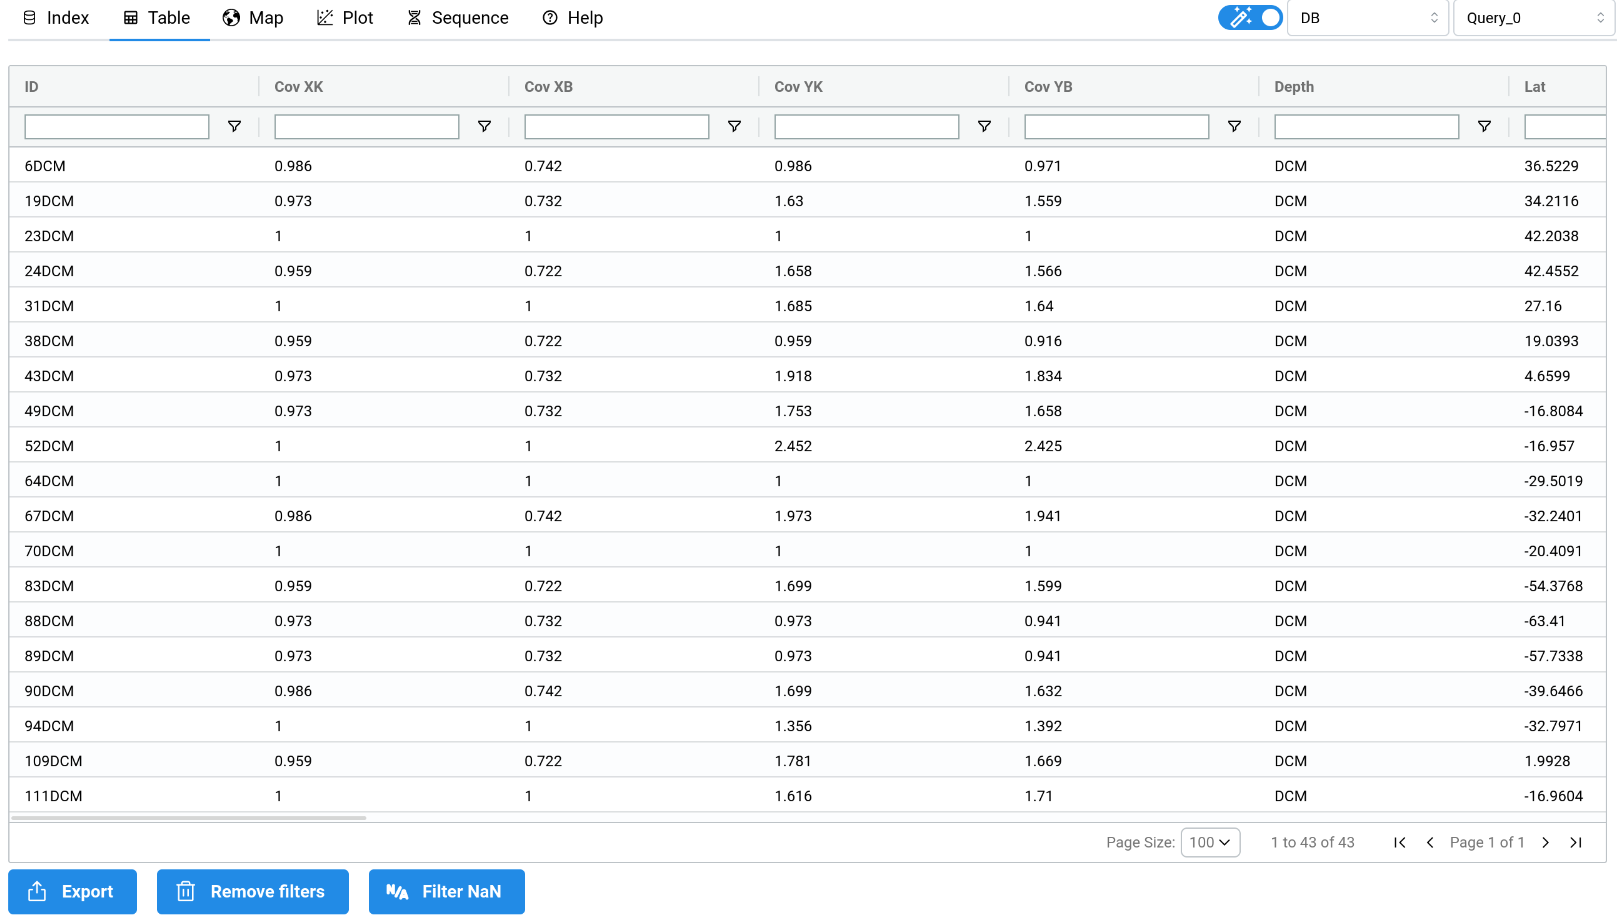 Index Table Map Plot Sequence Help DB Query_0
ID Cov XK Cov XB Cov YK Cov YB Depth Lat
6DCM 0.986 0.742 0.986 0.971 DCM 36.5229
19DCM 0.973 0.732 1.63 1.559 DCM 34.2116
23DCM 1 1 1 1 DCM 42.2038
24DCM 0.959 0.722 1.658 1.566 DCM 42.4552
31DCM 1 1 1.685 1.64 DCM 27.16
38DCM 0.959 0.722 0.959 0.916 DCM 19.0393
43DCM 0.973 0.732 1.918 1.834 DCM 4.6599
49DCM 0.973 0.732 1.753 1.658 DCM -16.8084
52DCM 1 1 2.452 2.425 DCM -16.957
64DCM 1 1 1 1 DCM -29.5019
67DCM 0.986 0.742 1.973 1.941 DCM -32.2401
70DCM 1 1 1 1 DCM -20.4091
83DCM 0.959 0.722 1.699 1.599 DCM -54.3768
88DCM 0.973 0.732 0.973 0.941 DCM -63.41
89DCM 0.973 0.732 0.973 0.941 DCM -57.7338
90DCM 0.986 0.742 1.699 1.632 DCM -39.6466
94DCM 1 1 1.356 1.392 DCM -32.7971
109DCM 0.959 0.722 1.781 1.669 DCM 1.9928
111DCM 1 1 1.616 1.71 DCM -16.9604
Page Size: 100 1 to 43 of 43 Page 1 of 1
Export Remove filters N/A Filter NaN